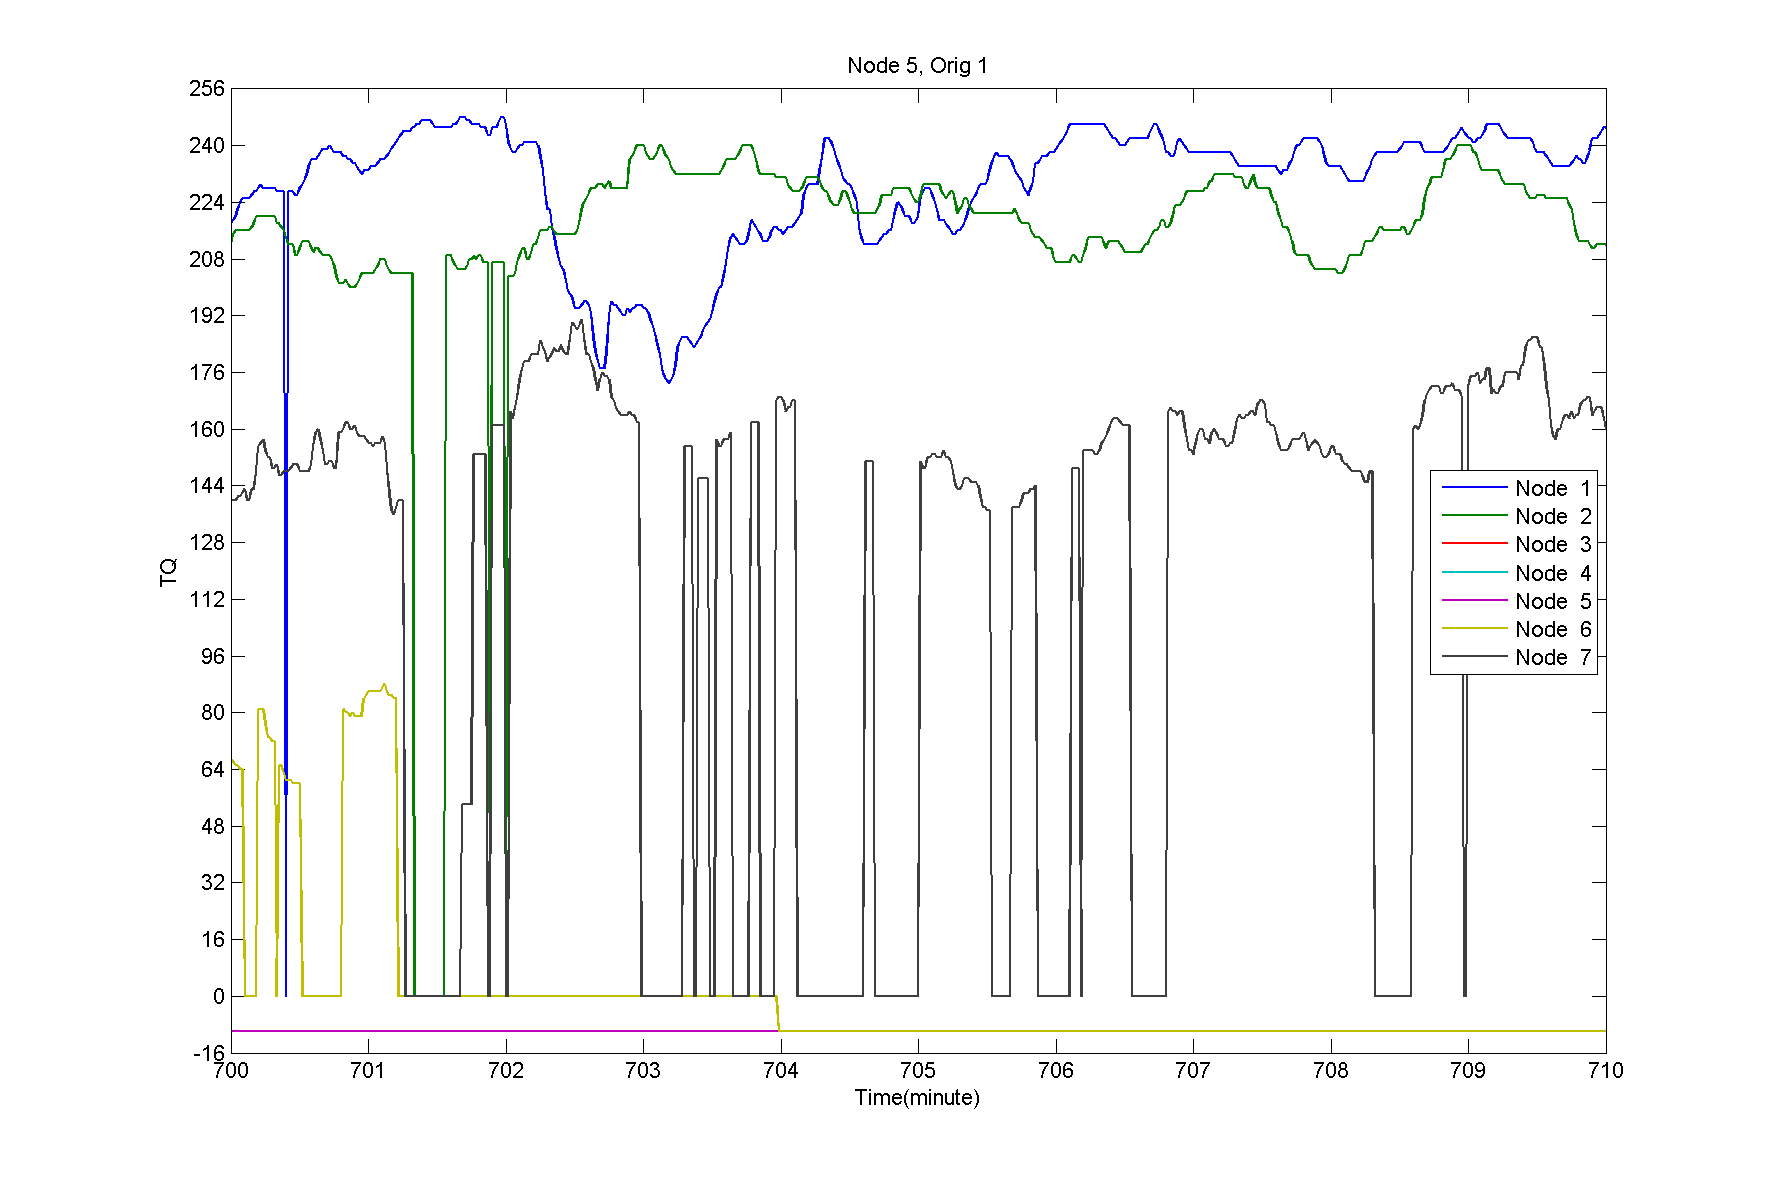 Node 5, Orig 1
256
240
224
208
192
176
160
144
128
112
96
80
64
48
32
16
0
-16
TQ
Node 1
Node 2
Node 3
Node 4
Node 5
Node 6
Node 7
700 701 702 703 704 705 706 707 708 709 710
Time(minute)